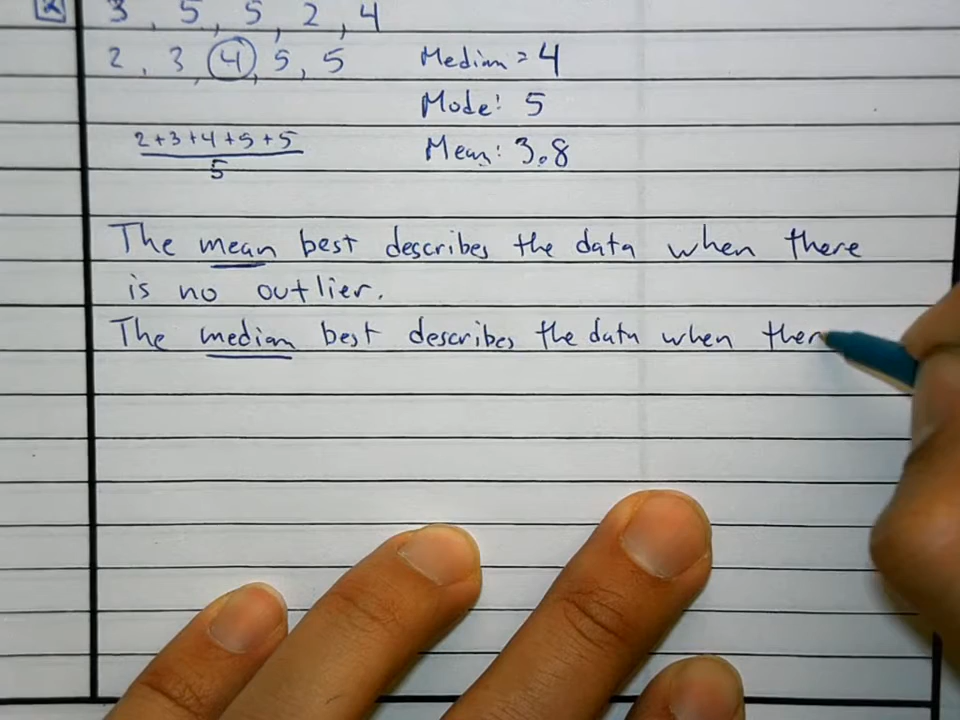 3, 5, 5, 2, 4
2, 3, 4, 5, 5 Median = 4
Mode: 5
2+3+4+5+5 Mean: 3.8
5
The mean best describes the data when there
is no outlier.
The median best describes the data when ther